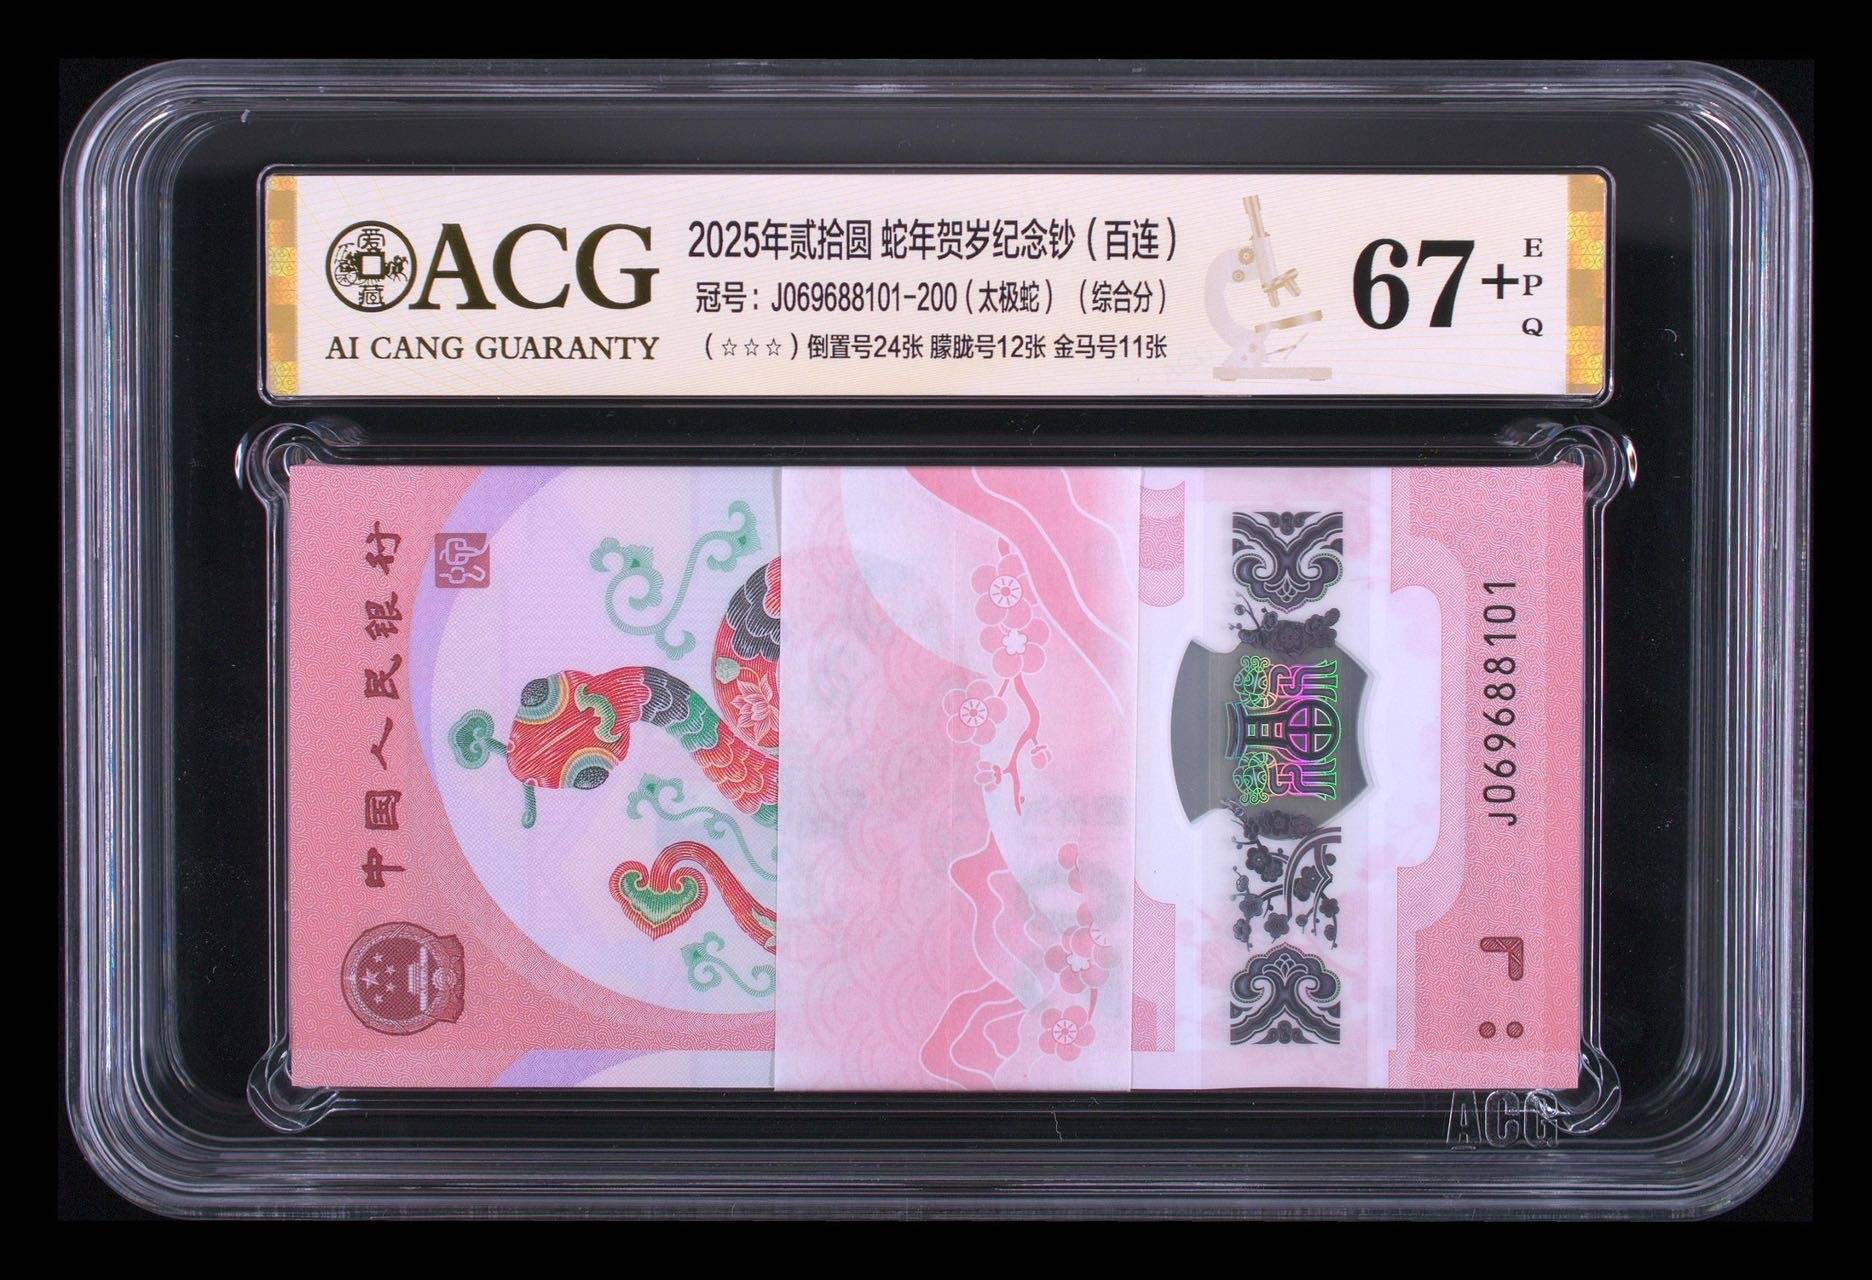 爱藏
ACG
AI CANG GUARANTY
2025年贰拾圆 蛇年贺岁纪念钞（百连）
冠号：J069688101-200（太极蛇）（综合分）
（☆☆☆）倒置号24张 朦胧号12张 金马号11张
67+
EPQ
中国人民银行
J069688101
ACG